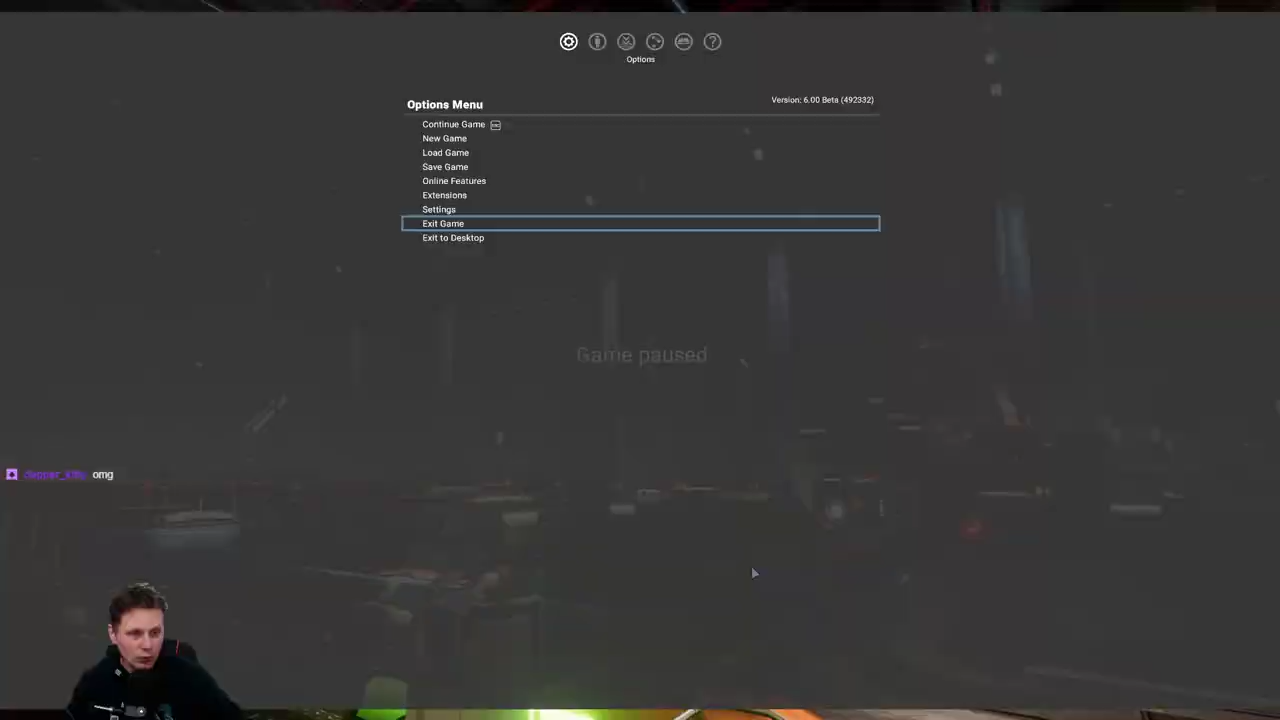 Options
Options Menu
Version: 6.00 Beta (492332)
Continue Game
New Game
Load Game
Save Game
Online Features
Extensions
Settings
Exit Game
Exit to Desktop
Game paused
omg